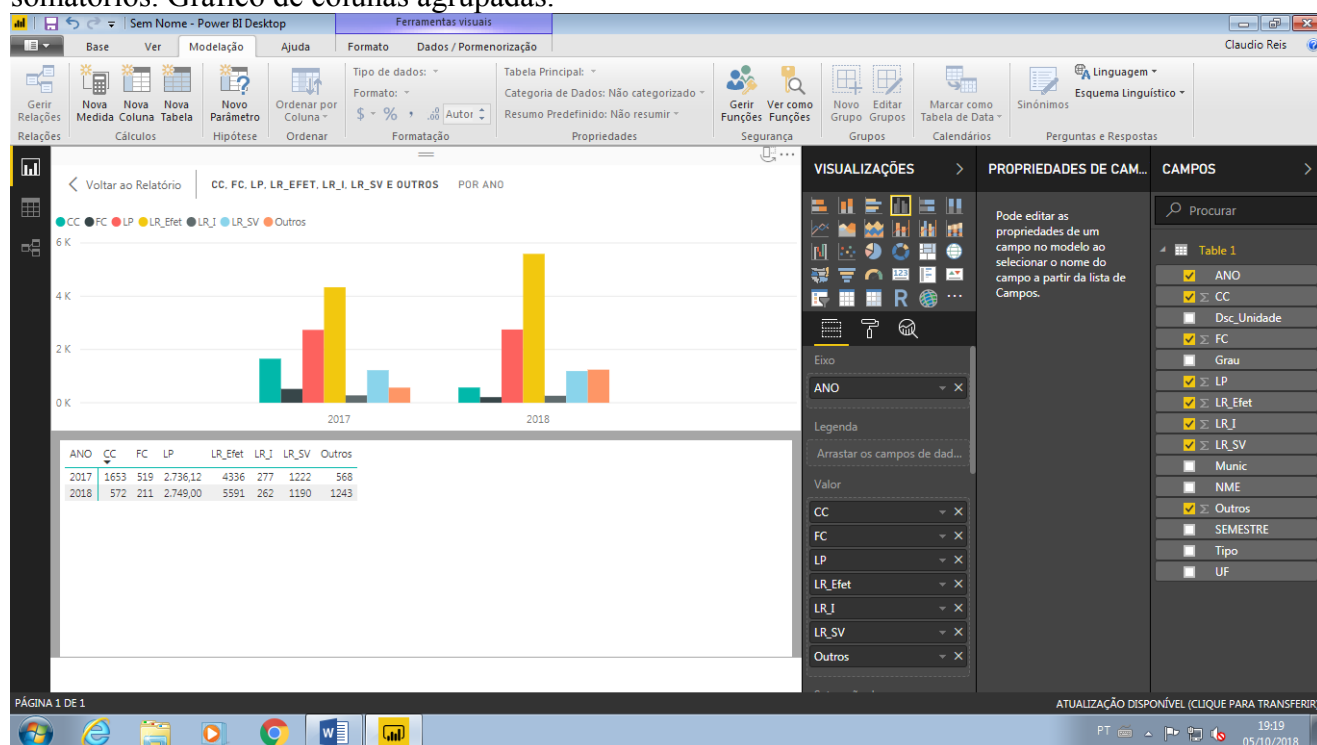 somatórios. Gráfico de colunas agrupadas.
Sem Nome - Power BI Desktop
Ferramentas visuais
Base Ver Modelação Ajuda Formato Dados / Pormenorização
Claudio Reis
Gerir Relações
Nova Medida
Nova Coluna
Nova Tabela
Novo Parâmetro
Ordenar por Coluna
Tipo de dados:
Formato:
$ % , .00 Autor
Tabela Principal:
Categoria de Dados: Não categorizado
Resumo Predefinido: Não resumir
Gerir Funções
Ver como Funções
Novo Grupo
Editar Grupos
Marcar como Tabela de Data
Sinónimos
Linguagem
Esquema Linguístico
Relações Cálculos Hipótese Ordenar Formatação Propriedades Segurança Grupos Calendários Perguntas e Respostas
Voltar ao Relatório
CC, FC, LP, LR_EFET, LR_I, LR_SV E OUTROS POR ANO
CC FC LP LR_Efet LR_I LR_SV Outros
6 K
4 K
2 K
0 K
2017 2018
ANO CC FC LP LR_Efet LR_I LR_SV Outros
2017 1653 519 2.736,12 4336 277 1222 568
2018 572 211 2.749,00 5591 262 1190 1243
VISUALIZAÇÕES
R
123
Eixo
ANO
Legenda
Arrastar os campos de dad...
Valor
CC
FC
LP
LR_Efet
LR_I
LR_SV
Outros
PROPRIEDADES DE CAM...
Pode editar as
propriedades de um
campo no modelo ao
selecionar o nome do
campo a partir da lista de
Campos.
CAMPOS
Procurar
Table 1
ANO
CC
Dsc_Unidade
FC
Grau
LP
LR_Efet
LR_I
LR_SV
Munic
NME
Outros
SEMESTRE
Tipo
UF
PÁGINA 1 DE 1
ATUALIZAÇÃO DISPONÍVEL (CLIQUE PARA TRANSFERIR)
PT
19:19
05/10/2018